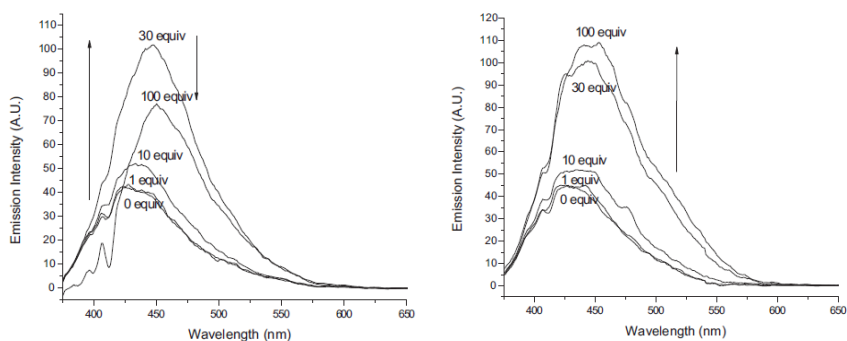 110
100
90
80
70
60
50
40
30
20
10
0
Emission Intensity (A.U.)
30 equiv
100 equiv
10 equiv
1 equiv
0 equiv
400 450 500 550 600 650
Wavelength (nm)
120
110
100
90
80
70
60
50
40
30
20
10
0
Emission Intensity (A.U.)
100 equiv
30 equiv
10 equiv
1 equiv
0 equiv
400 450 500 550 600 650
Wavelength (nm)